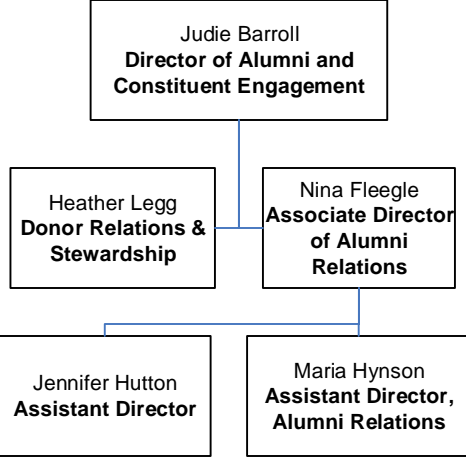 Judie Barroll
Director of Alumni and
Constituent Engagement
Heather Legg
Donor Relations &
Stewardship
Nina Fleegle
Associate Director
of Alumni
Relations
Jennifer Hutton
Assistant Director
Maria Hynson
Assistant Director,
Alumni Relations